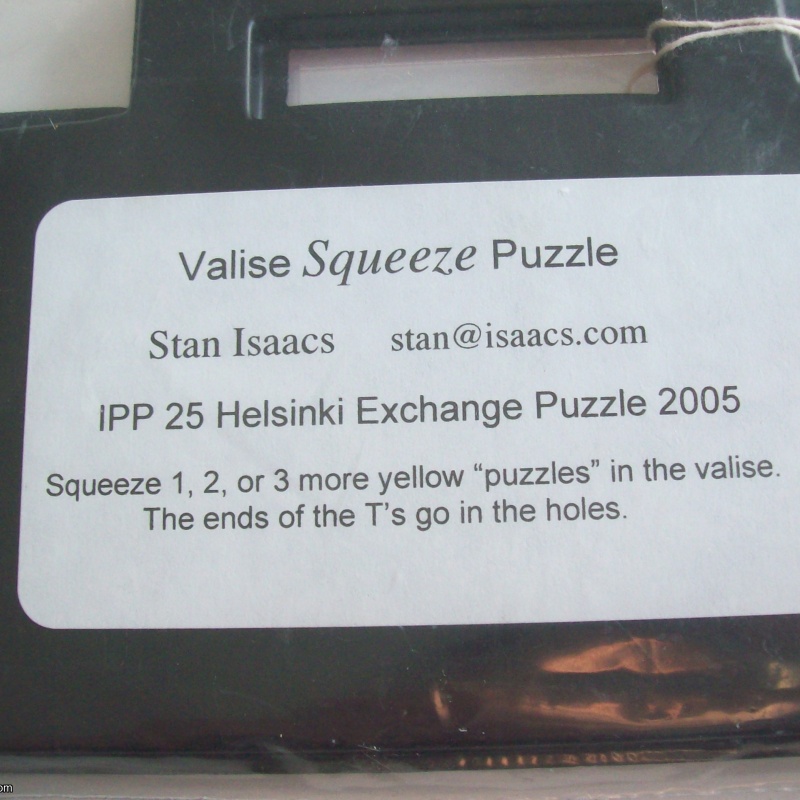 Valise Squeeze Puzzle
Stan Isaacs stan@isaacs.com
IPP 25 Helsinki Exchange Puzzle 2005
Squeeze 1, 2, or 3 more yellow “puzzles” in the valise.
The ends of the T’s go in the holes.